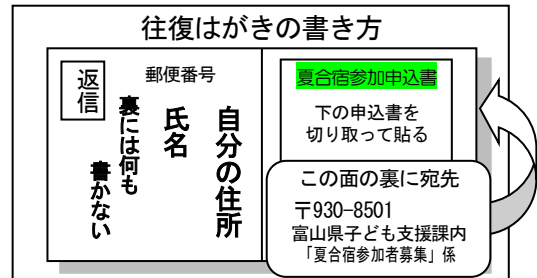 往復はがきの書き方
返信
郵便番号
自分の住所
氏名
裏には何も
書かない
夏合宿参加申込書
下の申込書を
切り取って貼る
この面の裏に宛先
〒930-8501
富山県子ども支援課内
「夏合宿参加者募集」係